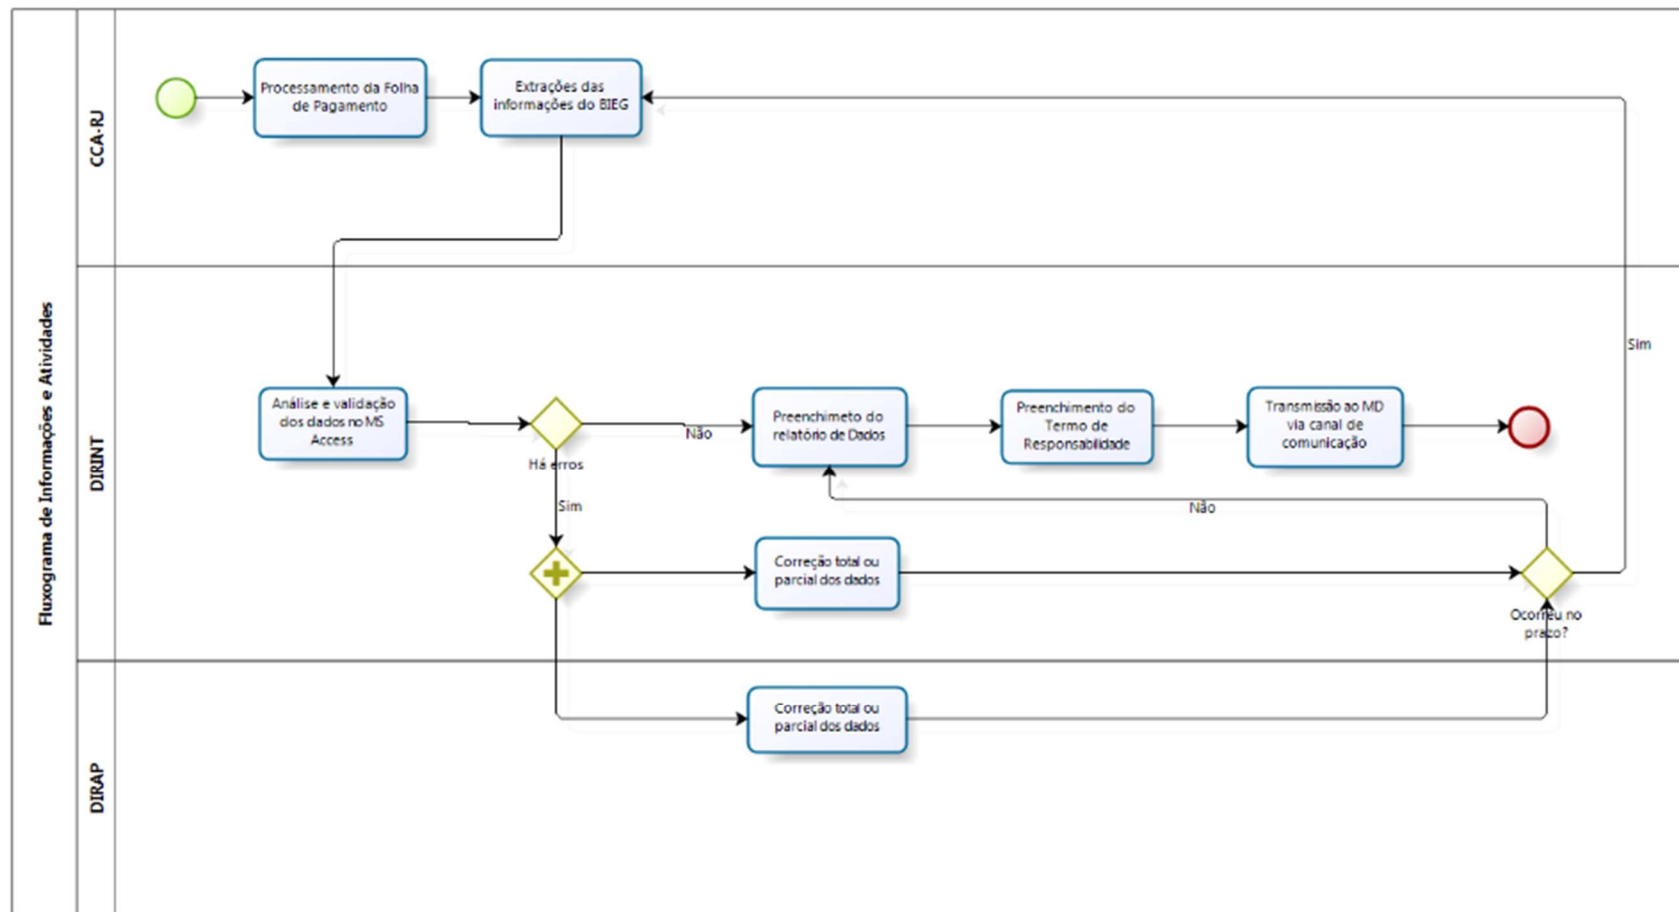 Fluxograma de Informações e Atividades
CCA-RJ
Processamento da Folha
de Pagamento
Extrações das
informações do BIEG
DIRINT
Análise e validação
dos dados no MS
Access
Há erros
Não
Sim
Preenchimeto do
relatório de Dados
Preenchimento do
Termo de
Responsabilidade
Transmissão ao MD
via canal de
comunicação
Sim
Não
Correção total ou
parcial dos dados
Ocorreu no
prazo?
DIRAP
Correção total ou
parcial dos dados